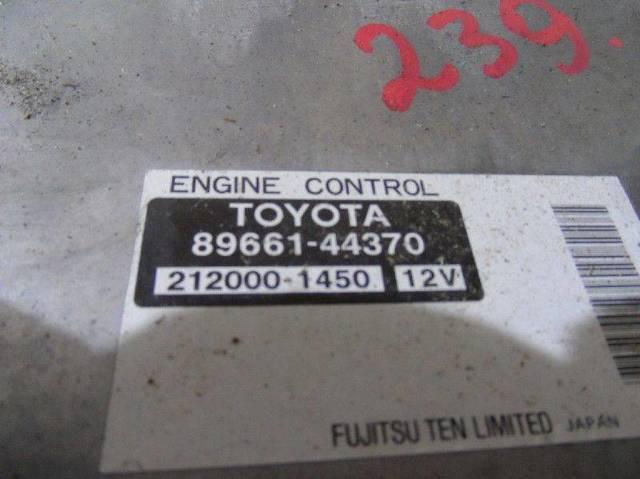 239.
ENGINE CONTROL
TOYOTA
89661-44370
212000-1450 12V
FUJITSU TEN LIMITED JAPAN